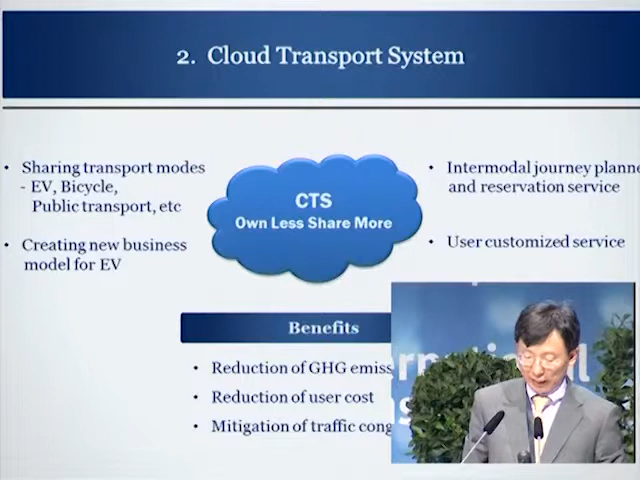 2. Cloud Transport System
• Sharing transport modes
- EV, Bicycle,
Public transport, etc
• Creating new business
model for EV
CTS
Own Less Share More
• Intermodal journey planne
and reservation service
• User customized service
Benefits
• Reduction of GHG emiss
• Reduction of user cost
• Mitigation of traffic cong